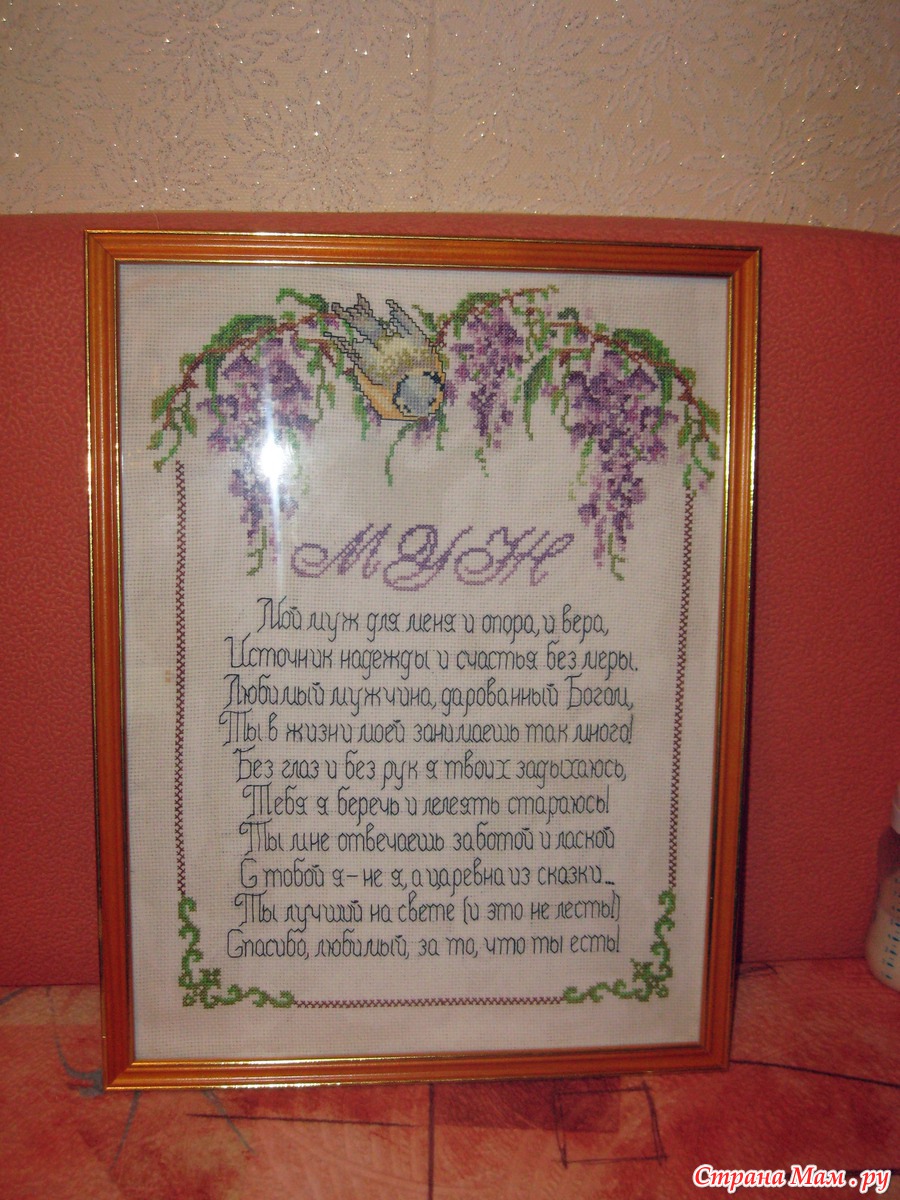 МУЖ
Мой муж для меня и опора, и вера,
Источник надежды и счастья без меры.
Любимый мужчина, дарованный Богом,
Ты в жизни моей занимаешь так много!
Без глаз и без рук я твоих задыхаюсь,
Тебя я беречь и лелеять стараюсь!
Ты мне отвечаешь заботой и лаской
С тобой я - не я, а царевна из сказки...
Ты лучший на свете (и это не лесть!)
Спасибо, любимый, за то, что ты есть!
Страна Мам.ру